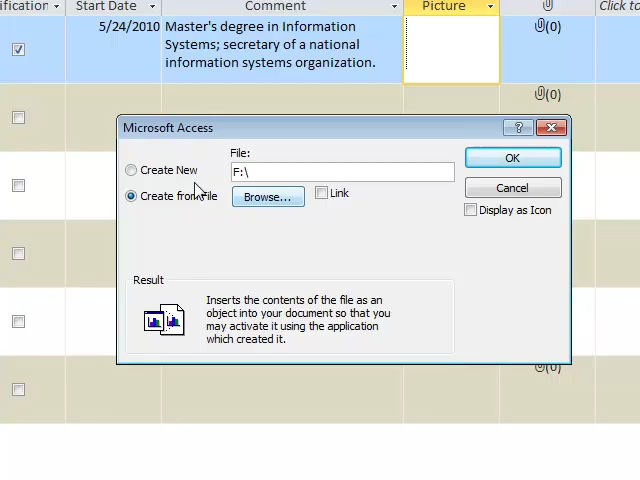 ification Start Date Comment Picture Click to
5/24/2010 Master's degree in Information (0)
Systems; secretary of a national
information systems organization.
(0)
Microsoft Access
File:
Create New F:\ OK
Create from File Browse... Link Cancel
Display as Icon
Result
Inserts the contents of the file as an
object into your document so that you
may activate it using the application
which created it.
(0)